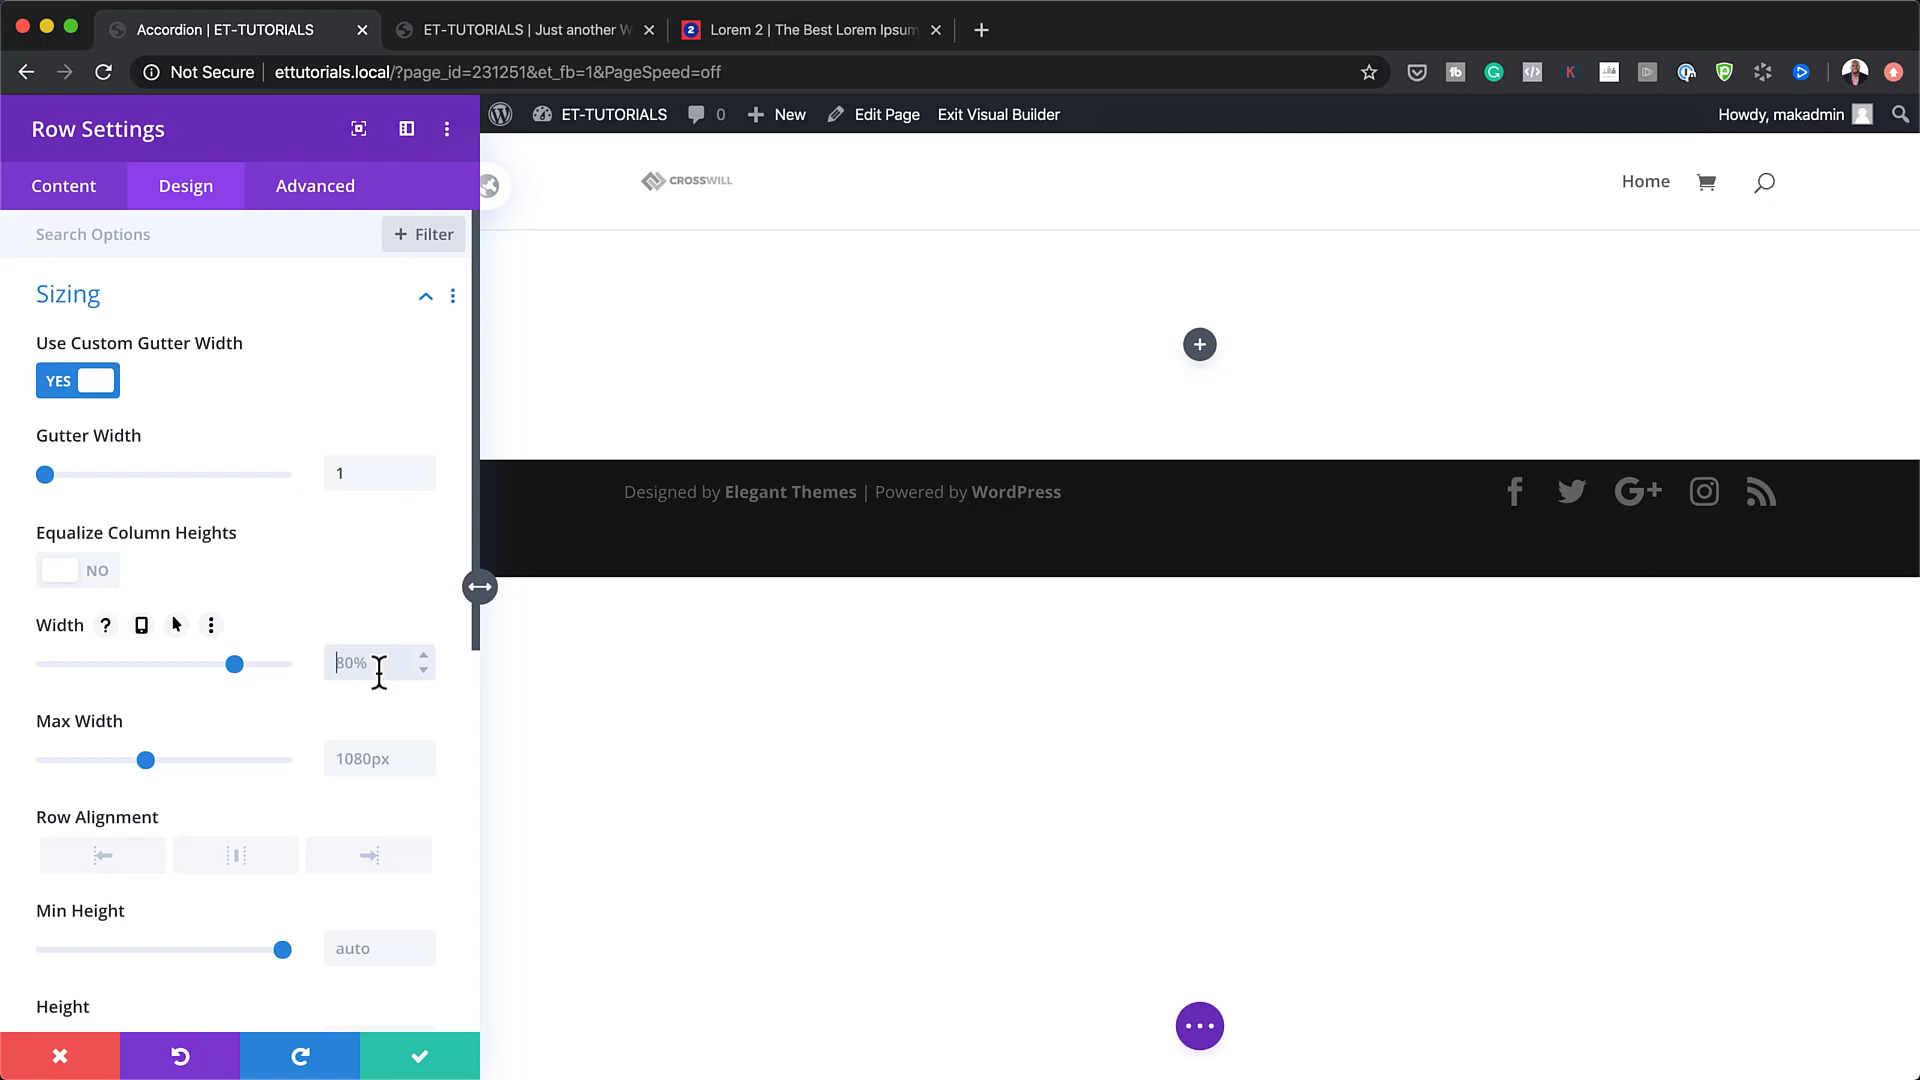 Accordion | ET-TUTORIALS
ET-TUTORIALS | Just another W
2
Lorem 2 | The Best Lorem Ipsum
Not Secure
ettutorials.local/?page_id=231251&et_fb=1&PageSpeed=off
Row Settings
ET-TUTORIALS
0
New
Edit Page
Exit Visual Builder
Howdy, makadmin
Content
Design
Advanced
CROSSWILL
Home
Search Options
+ Filter
Sizing
Use Custom Gutter Width
YES
Gutter Width
1
Designed by Elegant Themes | Powered by WordPress
Equalize Column Heights
NO
Width
80%
Max Width
1080px
Row Alignment
Min Height
auto
Height